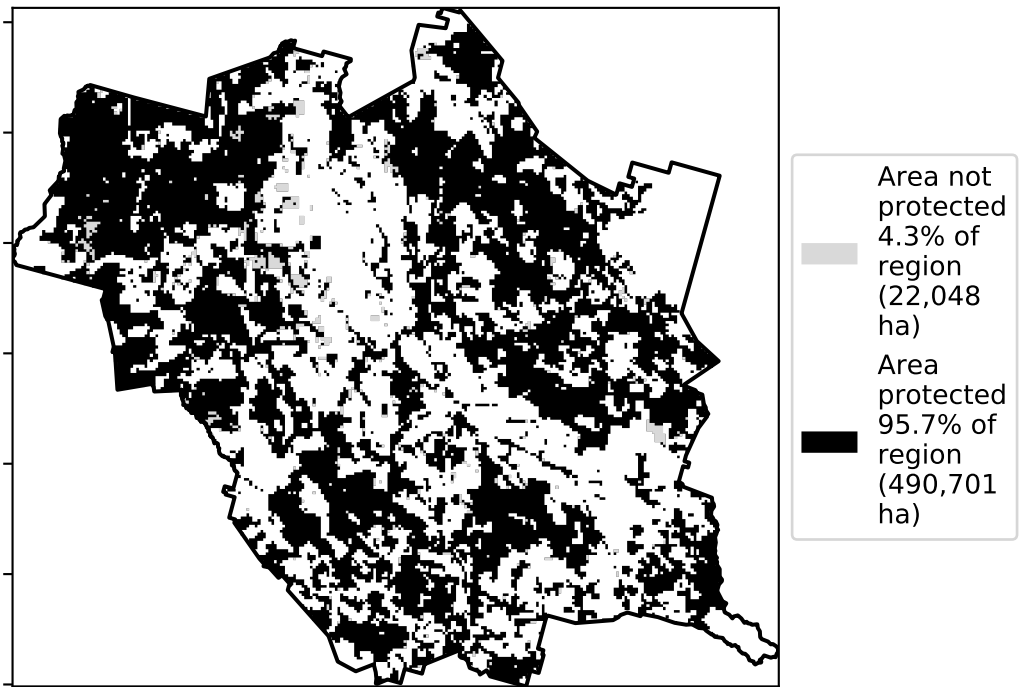 Area not
protected
4.3% of
region
(22,048
ha)
Area
protected
95.7% of
region
(490,701
ha)